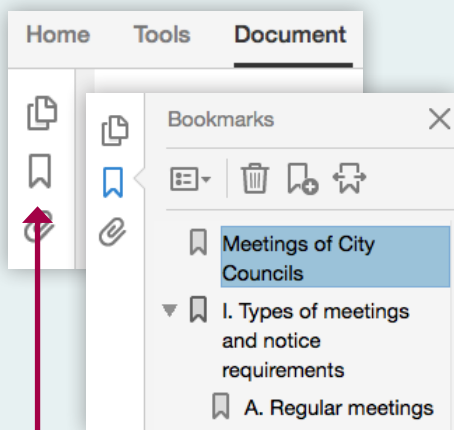 Home Tools Document
Bookmarks
Meetings of City
Councils
I. Types of meetings
and notice
requirements
A. Regular meetings